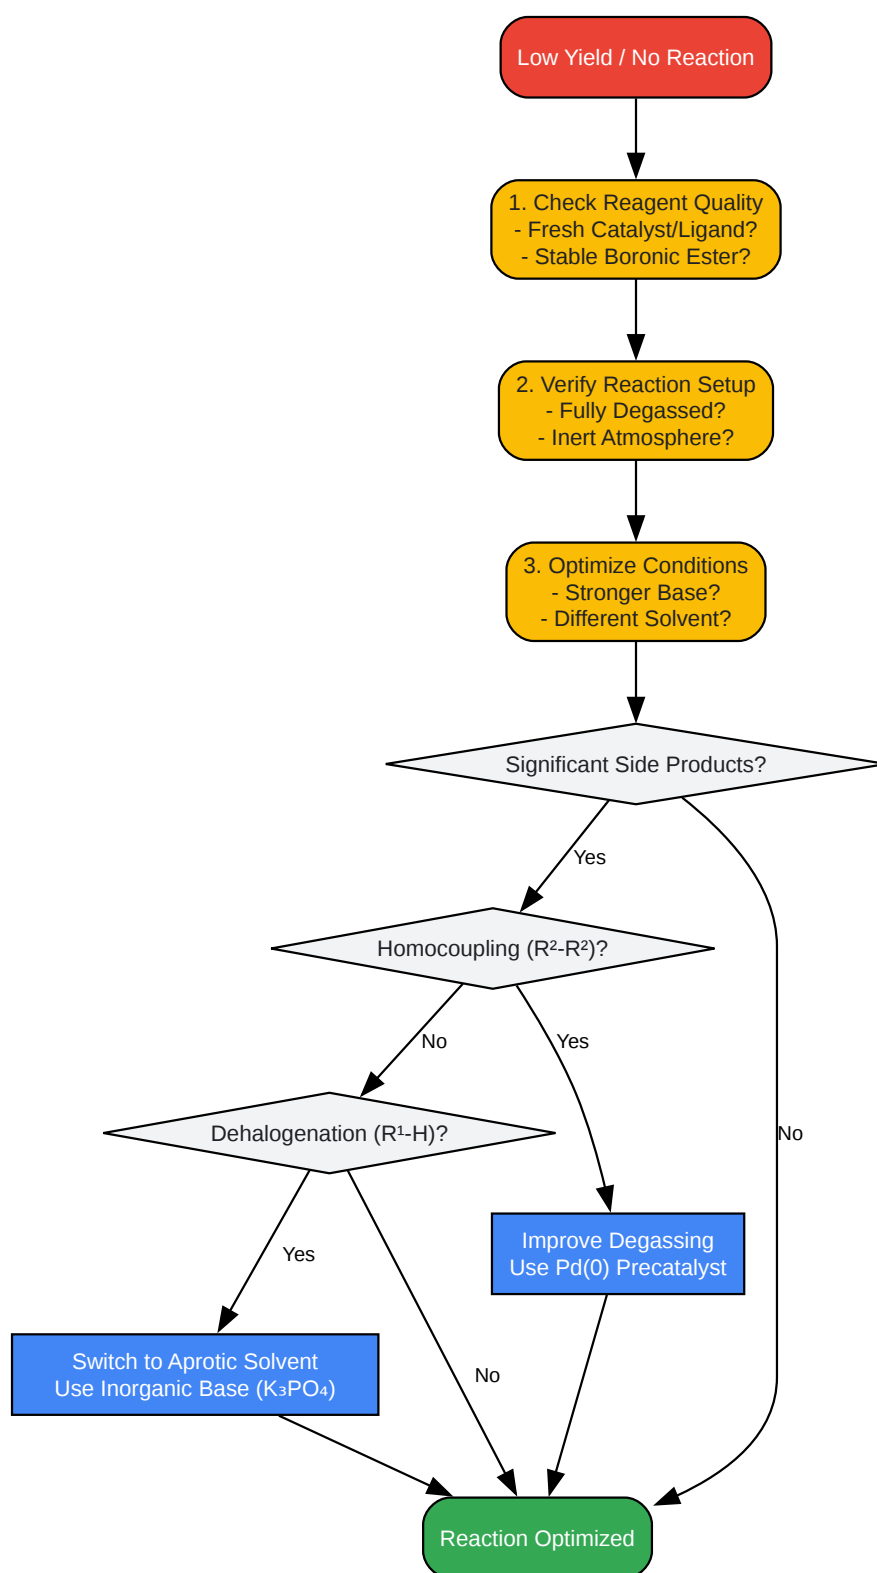 Low Yield / No Reaction
1. Check Reagent Quality
- Fresh Catalyst/Ligand?
- Stable Boronic Ester?
2. Verify Reaction Setup
- Fully Degassed?
- Inert Atmosphere?
3. Optimize Conditions
- Stronger Base?
- Different Solvent?
Significant Side Products?
Yes
Homocoupling (R²-R²)?
No
Yes
Dehalogenation (R¹-H)?
No
Improve Degassing
Use Pd(0) Precatalyst
Yes
Switch to Aprotic Solvent
Use Inorganic Base (K₃PO₄)
No
Reaction Optimized